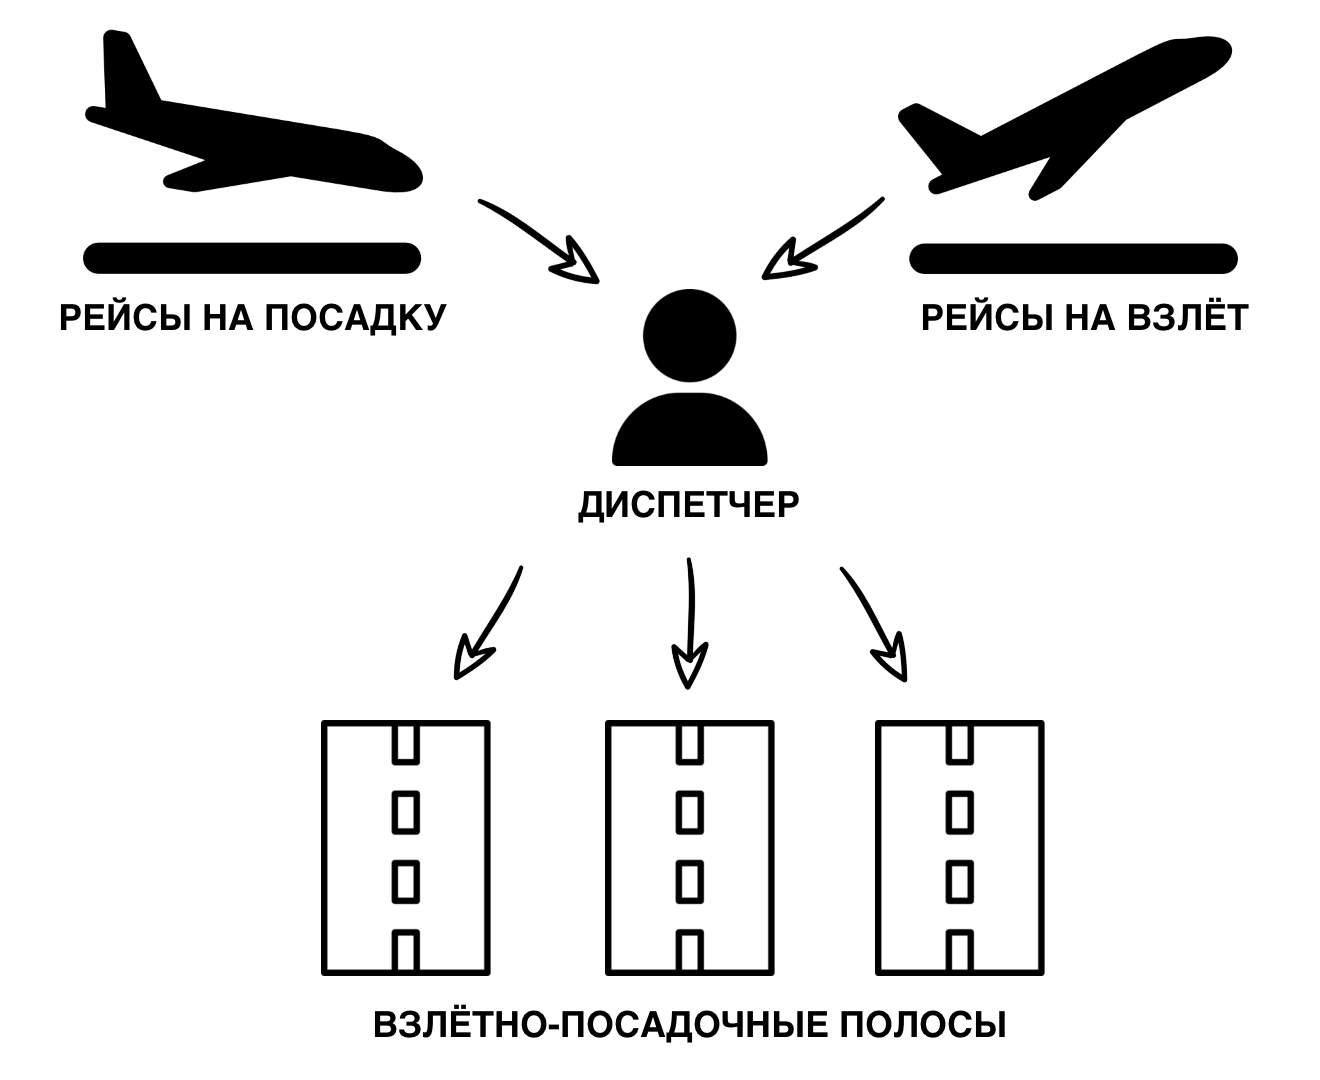 РЕЙСЫ НА ПОСАДКУ
РЕЙСЫ НА ВЗЛЁТ
ДИСПЕТЧЕР
ВЗЛЁТНО-ПОСАДОЧНЫЕ ПОЛОСЫ